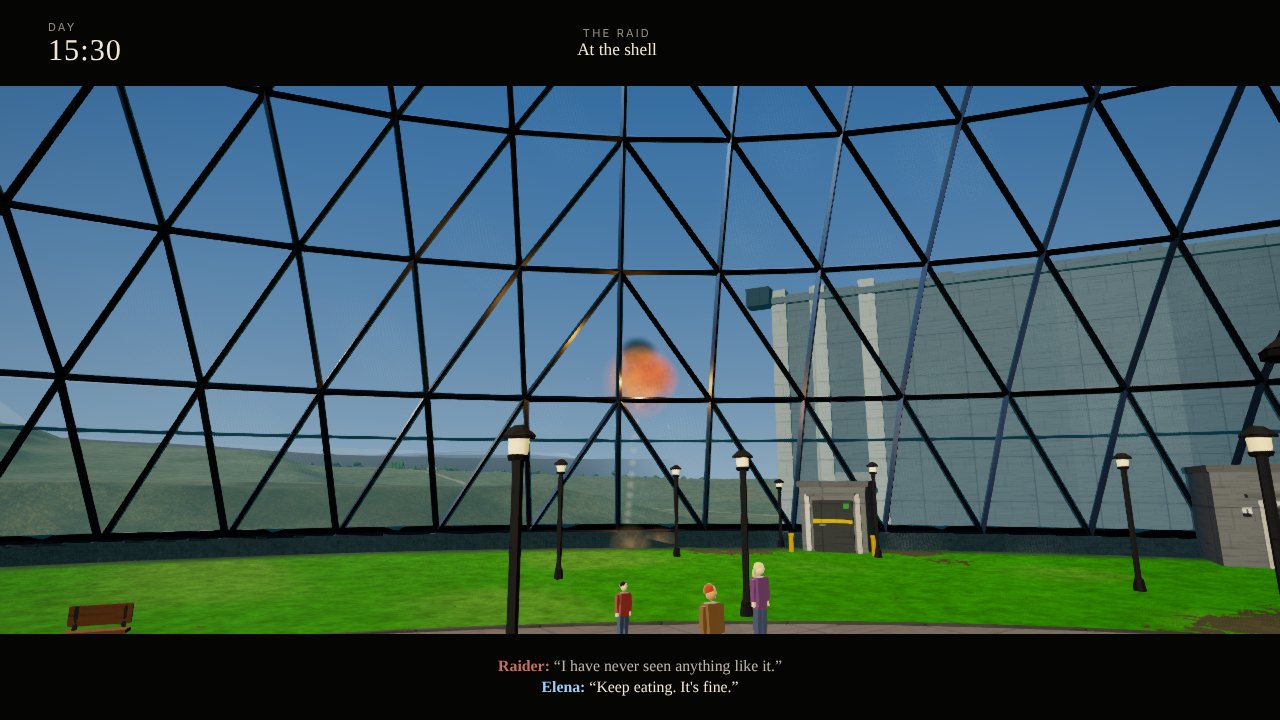 DAY
15:30
THE RAID
At the shell
Raider: “I have never seen anything like it.”
Elena: “Keep eating. It's fine.”